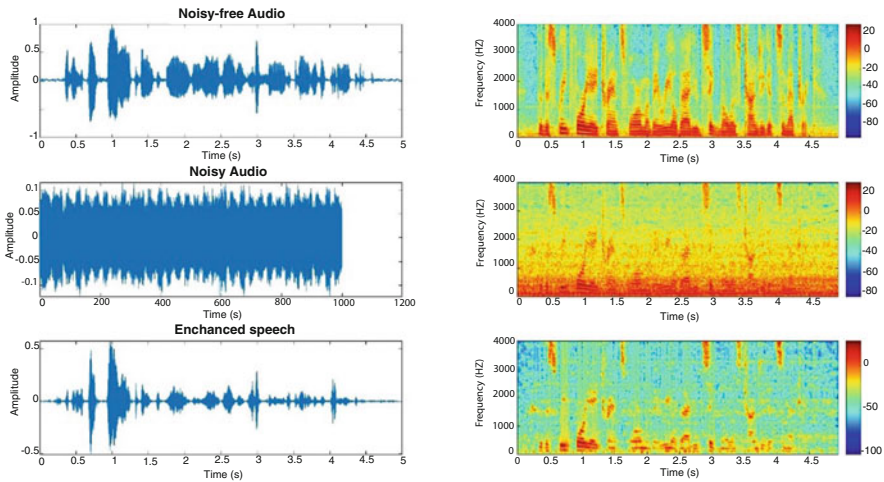 Noisy-free Audio
1
0.5
0
-1
Amplitude
0 0.5 1 1.5 2 2.5 3 3.5 4 4.5 5
Time (s)
4000
3000
2000
1000
0
Frequency (HZ)
0 0.5 1 1.5 2 2.5 3 3.5 4 4.5
Time (s)
20
0
-20
-40
-60
-80
Noisy Audio
0.1
0.05
0
-0.05
-0.1
Amplitude
0 200 400 600 800 1000 1200
Time (s)
4000
3000
2000
1000
0
Frequency (HZ)
0 0.5 1 1.5 2 2.5 3 3.5 4 4.5
Time (s)
20
0
-20
-40
-60
-80
Enchanced speech
0.5
0
-0.5
Amplitude
0 0.5 1 1.5 2 2.5 3 3.5 4 4.5 5
Time (s)
4000
3000
2000
1000
0
Frequency (HZ)
0 0.5 1 1.5 2 2.5 3 3.5 4 4.5
Time (s)
0
-50
-100